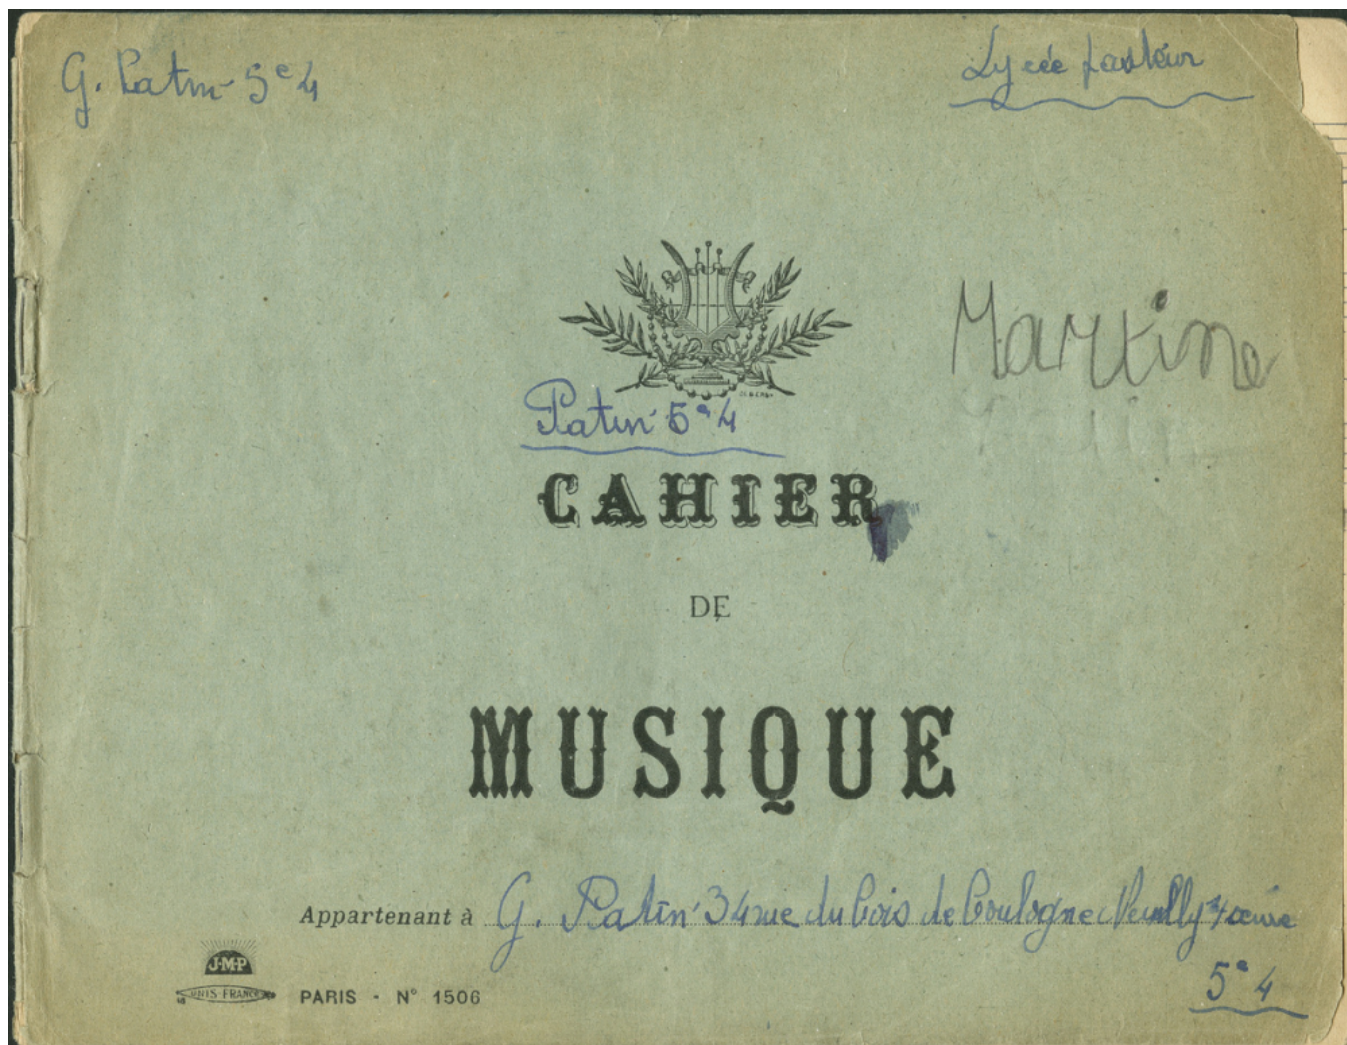 G. Patin 5e 4
Lycée Pasteur
Martine
Patin 5e 4
CAHIER
DE
MUSIQUE
Appartenant à G. Patin 34 rue du bois de boulogne Neuilly s/ seine
5e 4
J·M·P
UNIS-FRANCE
PARIS - N° 1506